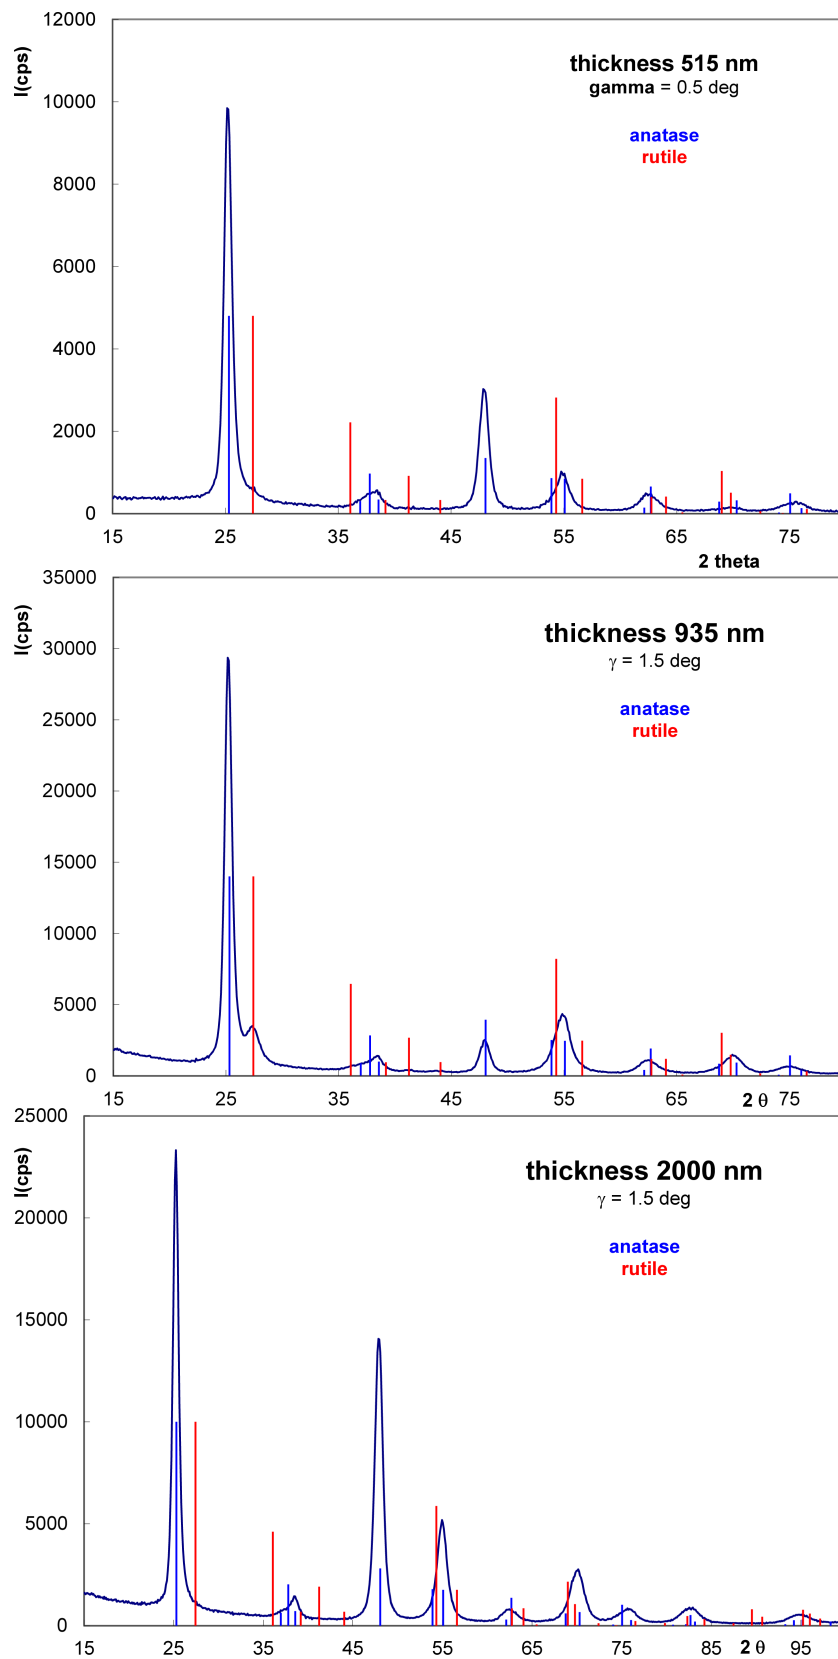 12000
I(cps)
thickness 515 nm
gamma = 0.5 deg
10000
anatase
rutile
8000
6000
4000
2000
0
15 25 35 45 55 65 75
2 theta
35000
I(cps)
thickness 935 nm
γ = 1.5 deg
30000
anatase
rutile
25000
20000
15000
10000
5000
0
15 25 35 45 55 65 2 θ 75
25000
I(cps)
thickness 2000 nm
γ = 1.5 deg
20000
anatase
rutile
15000
10000
5000
0
15 25 35 45 55 65 75 85 2 θ 95